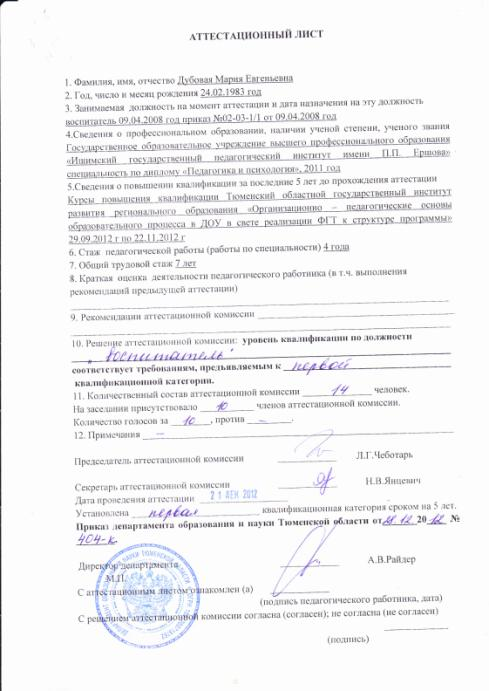 АТТЕСТАЦИОННЫЙ ЛИСТ
1. Фамилия, имя, отчество Дубовая Мария Евгеньевна
2. Год, число и месяц рождения 24.02.1983 год
3. Занимаемая должность на момент аттестации и дата назначения на эту должность
воспитатель 09.04.2008 год приказ №02-03-1/1 от 09.04.2008 год
4.Сведения о профессиональном образовании, наличии ученой степени, ученого звания
Государственное образовательное учреждение высшего профессионального образования
«Ишимский государственный педагогический институт имени П.П. Ершова»
специальность по диплому «Педагогика и психология», 2011 год
5.Сведения о повышении квалификации за последние 5 лет до прохождения аттестации
Курсы повышения квалификации Тюменский областной государственный институт
развития регионального образования «Организационно – педагогические основы
образовательного процесса в ДОУ в свете реализации ФГТ к структуре программы»
29.09.2012 г по 22.11.2012 г
6. Стаж педагогической работы (работы по специальности) 4 года
7. Общий трудовой стаж 7 лет
8. Краткая оценка деятельности педагогического работника (в т.ч. выполнения
рекомендаций предыдущей аттестации)
9. Рекомендации аттестационной комиссии
10. Решение аттестационной комиссии: уровень квалификации по должности
„воспитатель"
соответствует требованиям, предъявляемым к первой
квалификационной категории.
11. Количественный состав аттестационной комиссии 14 человек.
На заседании присутствовало 10 членов аттестационной комиссии.
Количество голосов за 10, против –.
12. Примечания –
Председатель аттестационной комиссии Л.Г.Чеботарь
Секретарь аттестационной комиссии Н.В.Янцевич
Дата проведения аттестации 21 ДЕК 2012
Установлена первая квалификационная категория сроком на 5 лет.
Приказ департамента образования и науки Тюменской области от 28.12 2012 №
404-к
Директор департамента А.В.Райдер
М.П.
С аттестационным листом ознакомлен (а)
(подпись педагогического работника, дата)
С решением аттестационной комиссии согласна (согласен); не согласна (не согласен)
(подпись)